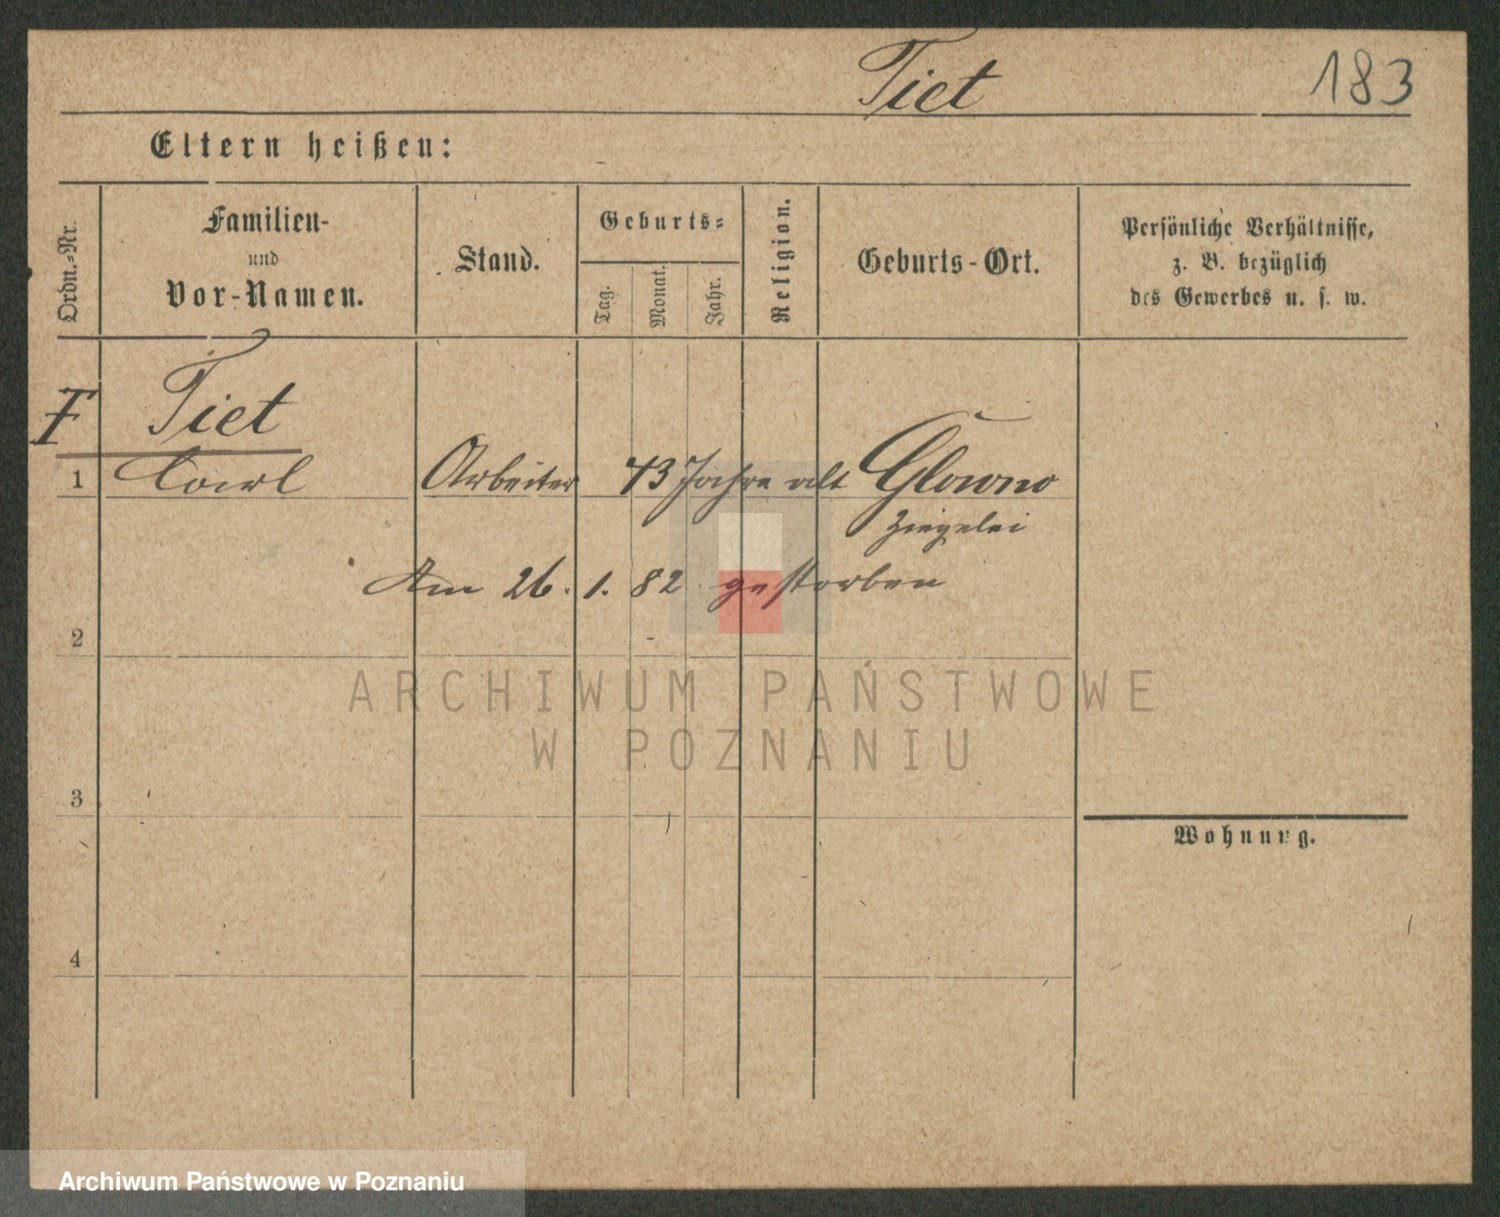 Tiet 183
Eltern heißen:
Ordn.-Nr.
Familien-
und
Vor-Namen.
Stand.
Geburts-
Tag.
Monat.
Jahr.
Religion.
Geburts-Ort.
Persönliche Verhältnisse,
z. B. bezüglich
des Gewerbes u. s. w.
F Tiet
1 Carl Arbeiter 43 Jahre alt Glowno
Ziegelei
Am 26. 1. 82 gestorben
2
ARCHIWUM PAŃSTWOWE
W POZNANIU
3
Wohnung.
4
Archiwum Państwowe w Poznaniu